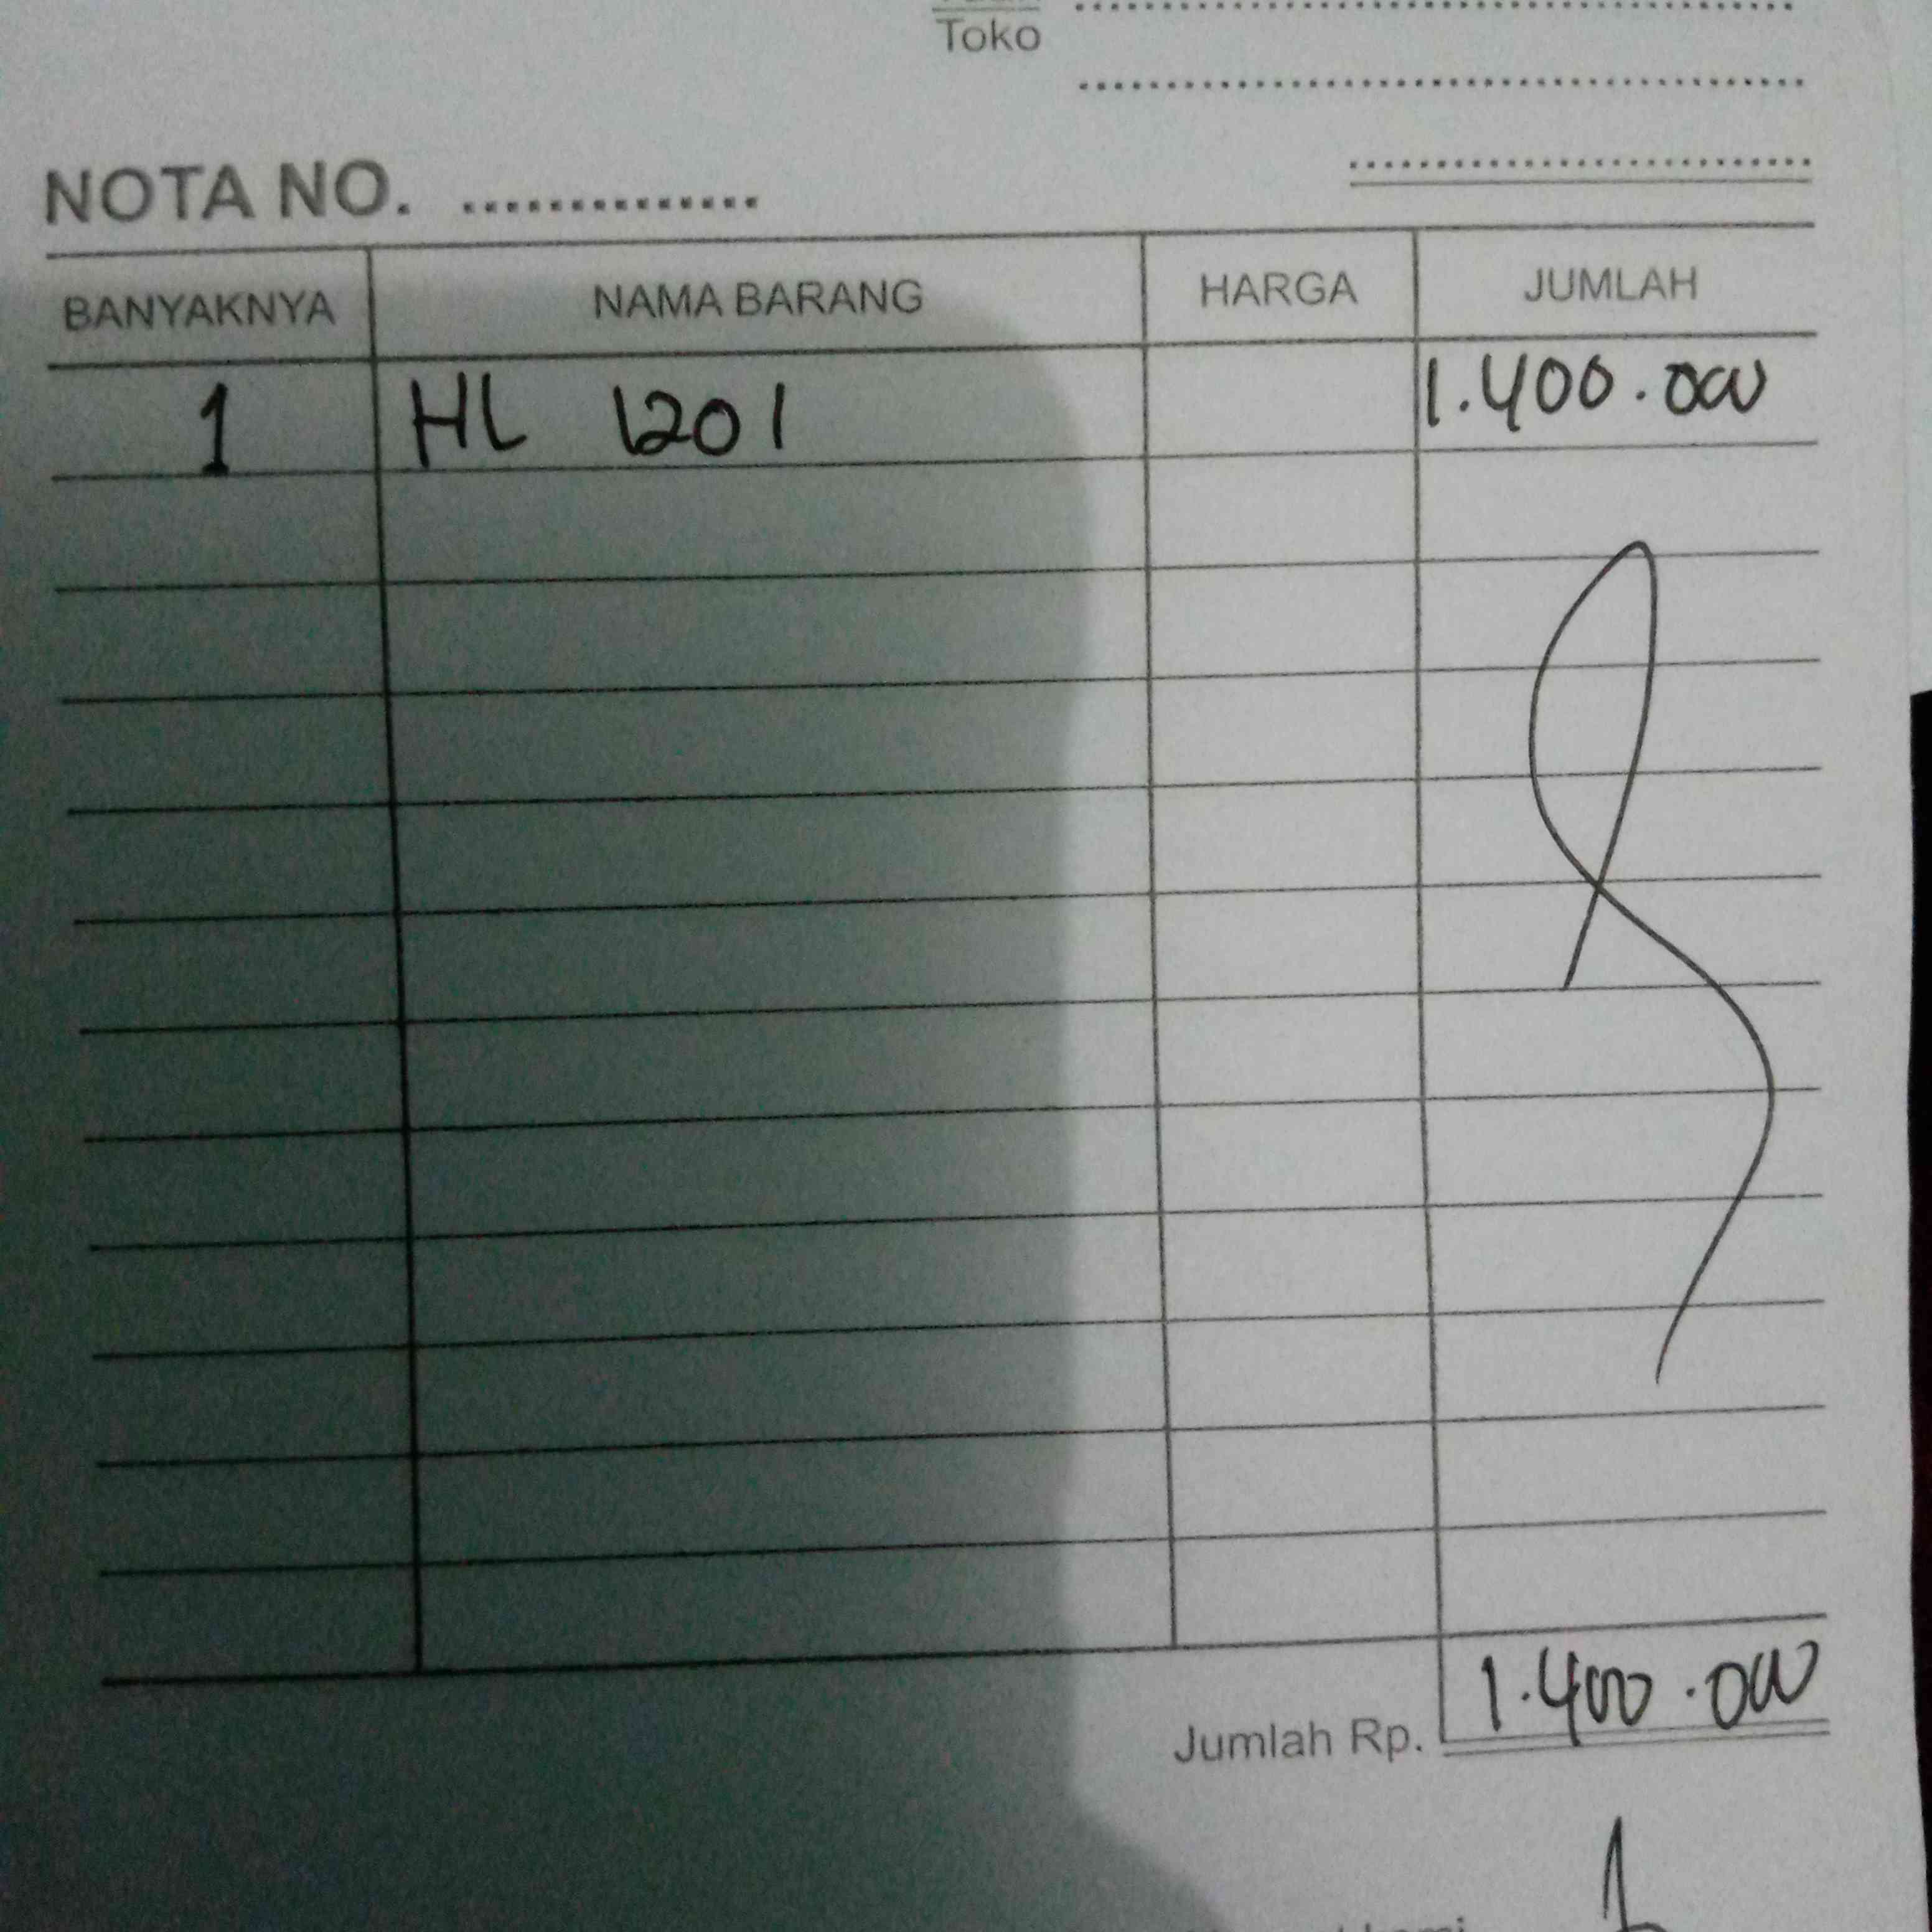 Toko
NOTA NO. ..............
BANYAKNYA NAMA BARANG HARGA JUMLAH
1 HL 1201 1.400.000
Jumlah Rp. 1.400.000